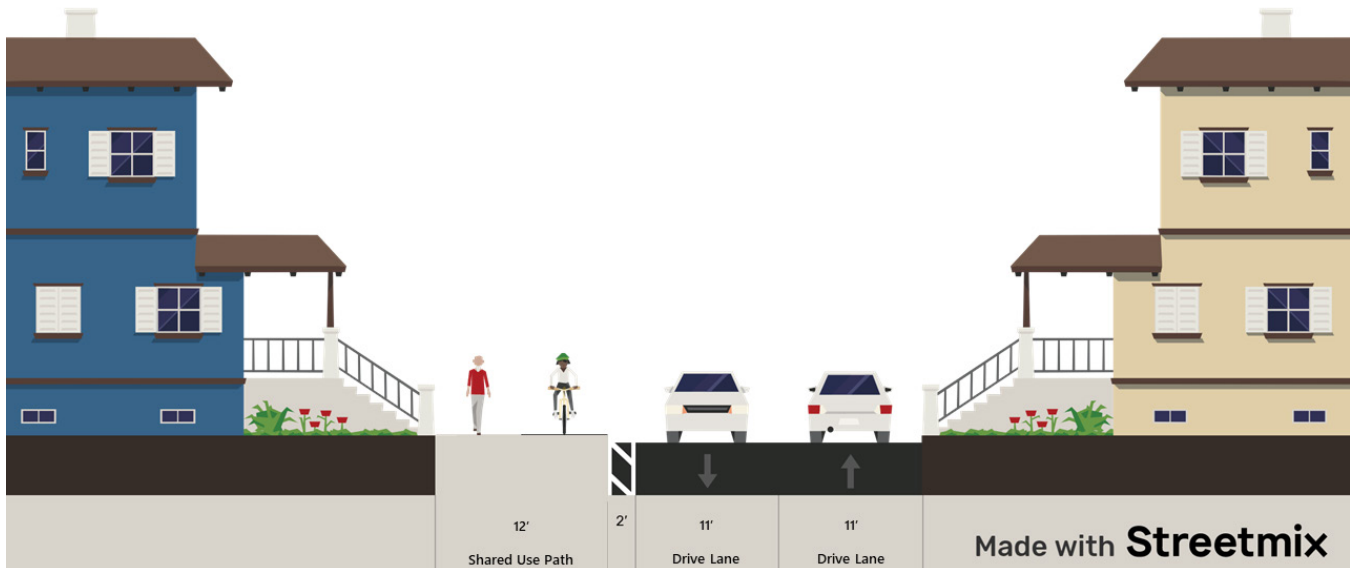 12'
Shared Use Path
2'
11'
Drive Lane
11'
Drive Lane
Made with Streetmix